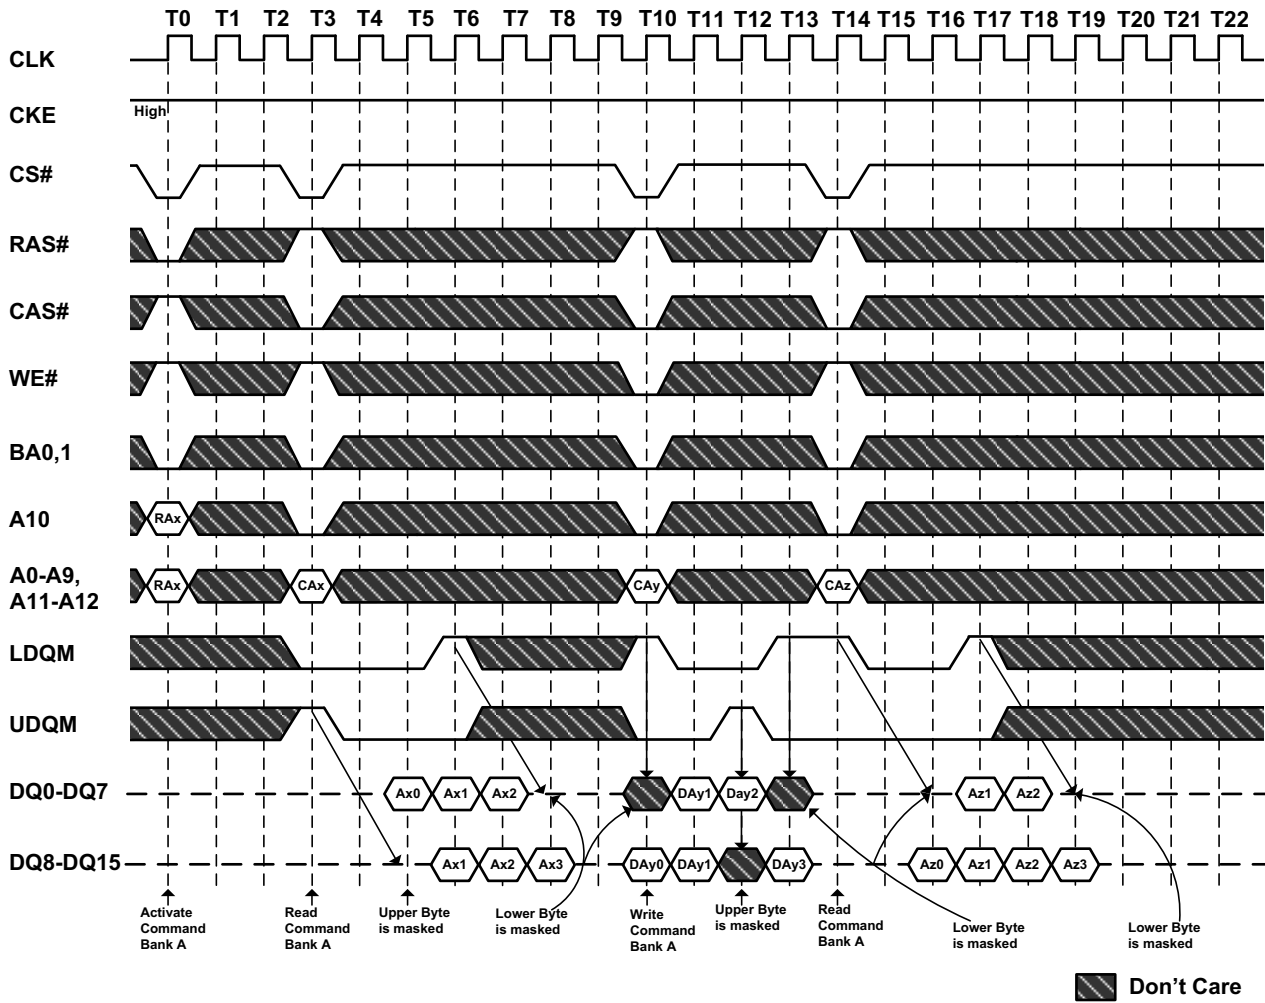 T0 T1 T2 T3 T4 T5 T6 T7 T8 T9 T10 T11 T12 T13 T14 T15 T16 T17 T18 T19 T20 T21 T22
CLK
CKE
High
CS#
RAS#
CAS#
WE#
BA0,1
A10
RAx
A0-A9,
A11-A12
RAx CAx CAy CAz
LDQM
UDQM
DQ0-DQ7
Ax0 Ax1 Ax2 DAy1 Day2 Az1 Az2
DQ8-DQ15
Ax1 Ax2 Ax3 DAy0 DAy1 DAy3 Az0 Az1 Az2 Az3
Activate
Command
Bank A
Read
Command
Bank A
Upper Byte
is masked
Lower Byte
is masked
Write
Command
Bank A
Upper Byte
is masked
Read
Command
Bank A
Lower Byte
is masked
Lower Byte
is masked
Don't Care